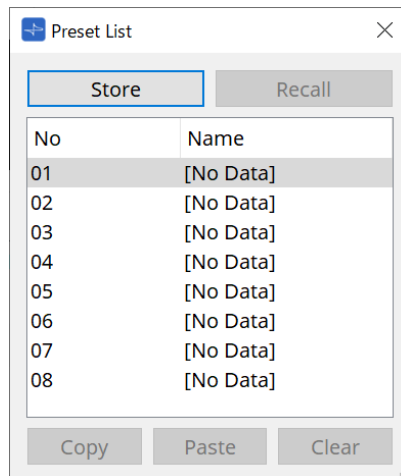 Preset List
Store Recall
No Name
01 [No Data]
02 [No Data]
03 [No Data]
04 [No Data]
05 [No Data]
06 [No Data]
07 [No Data]
08 [No Data]
Copy Paste Clear